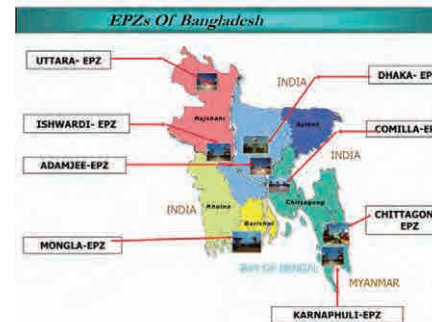 EPZs Of Bangladesh
UTTARA- EPZ
INDIA
DHAKA- EP
Rajshahi
Sylhet
ISHWARDI- EPZ
COMILLA-EP
ADAMJEE-EPZ
INDIA
Khulna
INDIA
Chittagong
CHITTAGON
EPZ
Barishal
MONGLA-EPZ
BAY OF BENGAL
MYANMAR
KARNAPHULI-EPZ